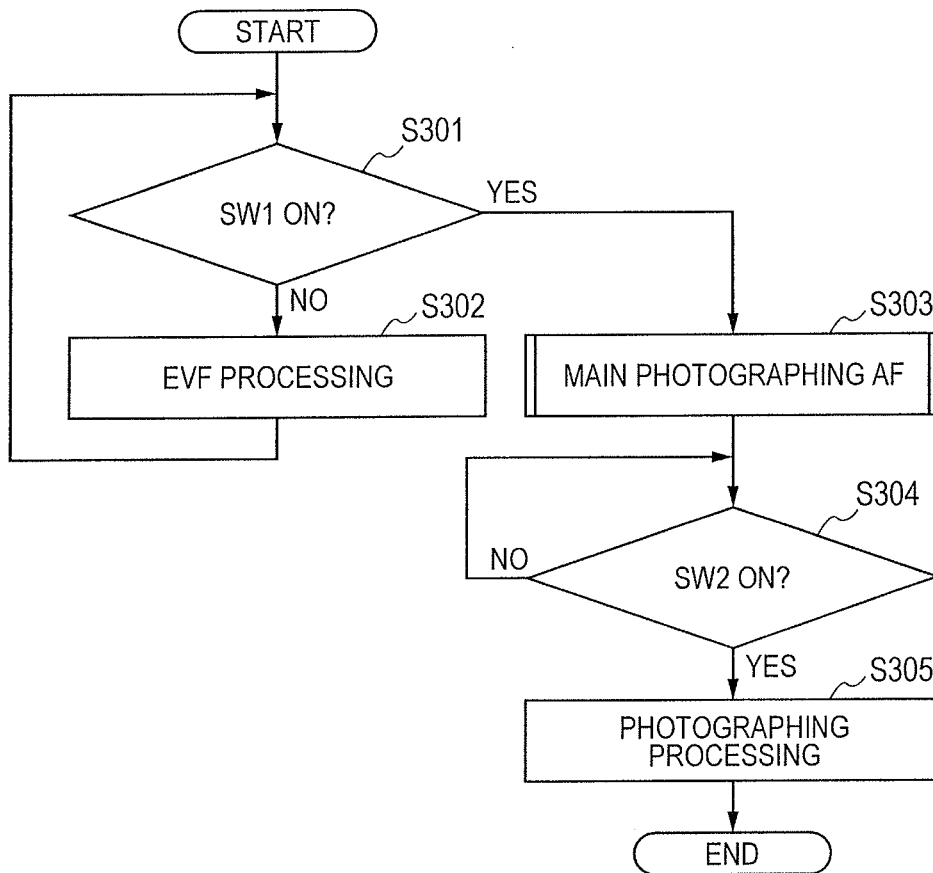 START
S301
SW1 ON?
YES
NO
S302
EVF PROCESSING
S303
MAIN PHOTOGRAPHING AF
S304
SW2 ON?
NO
YES
S305
PHOTOGRAPHING
PROCESSING
END